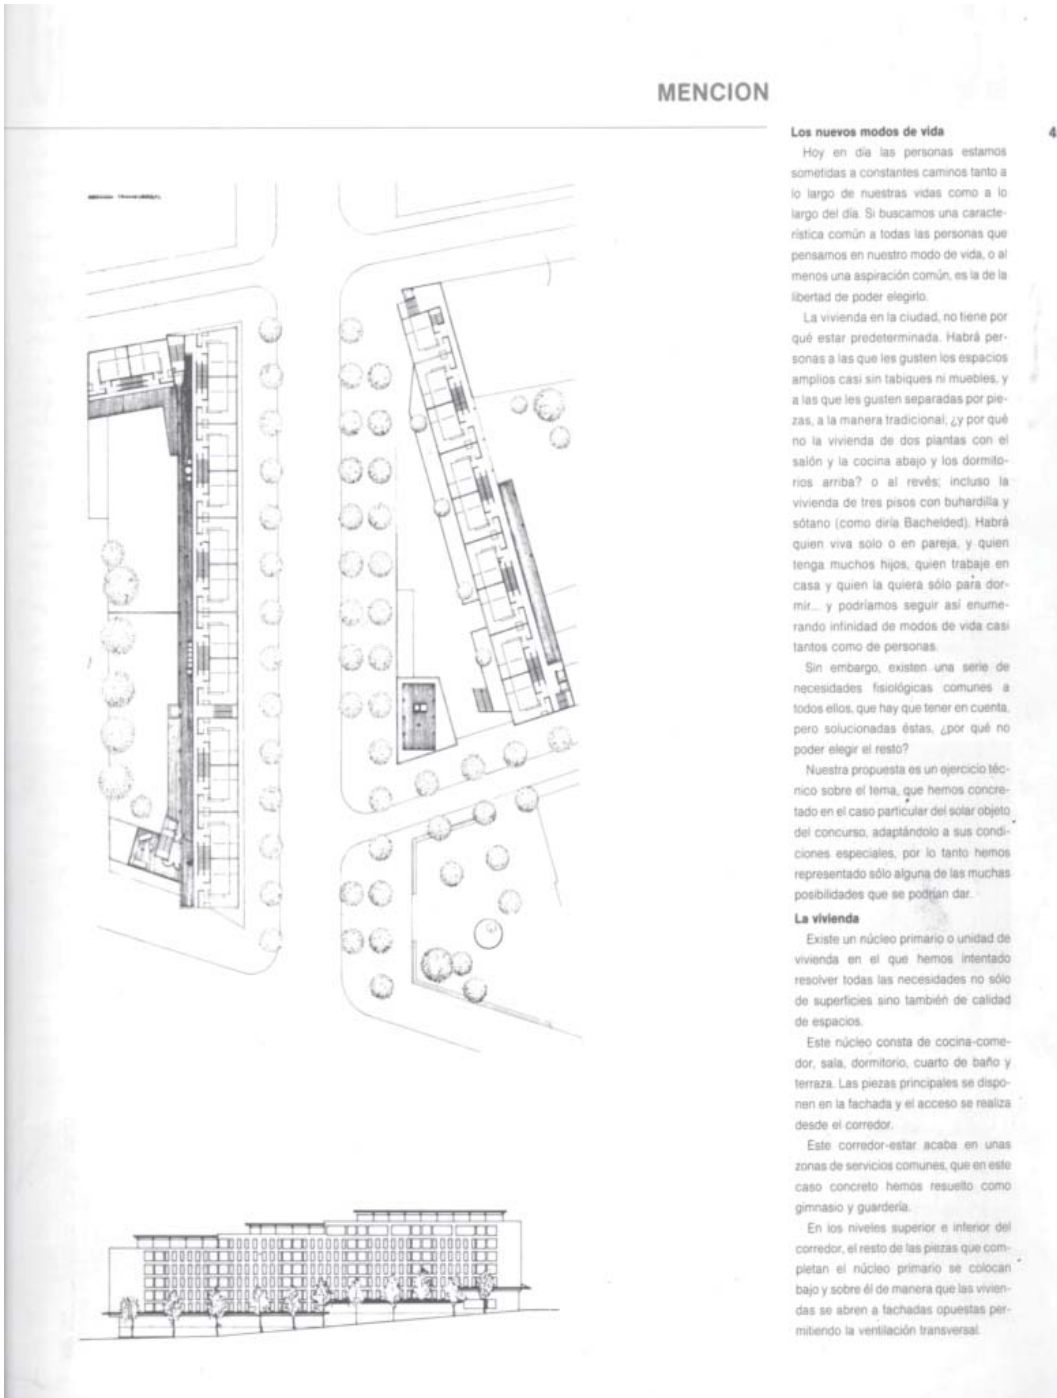 MENCION
4
Los nuevos modos de vida
Hoy en día las personas estamos
sometidas a constantes caminos tanto a
lo largo de nuestras vidas como a lo
largo del día. Si buscamos una caracte-
rística común a todas las personas que
pensamos en nuestro modo de vida, o al
menos una aspiración común, es la de la
libertad de poder elegirlo.
La vivienda en la ciudad, no tiene por
qué estar predeterminada. Habrá per-
sonas a las que les gusten los espacios
amplios casi sin tabiques ni muebles, y
a las que les gusten separadas por pie-
zas, a la manera tradicional; ¿y por qué
no la vivienda de dos plantas con el
salón y la cocina abajo y los dormito-
rios arriba? o al revés; incluso la
vivienda de tres pisos con buhardilla y
sótano (como diría Bachelded). Habrá
quien viva solo o en pareja, y quien
tenga muchos hijos, quien trabaje en
casa y quien la quiera sólo para dor-
mir... y podríamos seguir así enume-
rando infinidad de modos de vida casi
tantos como de personas.
Sin embargo, existen una serie de
necesidades fisiológicas comunes a
todos ellos, que hay que tener en cuenta,
pero solucionadas éstas, ¿por qué no
poder elegir el resto?
Nuestra propuesta es un ejercicio téc-
nico sobre el tema, que hemos concre-
tado en el caso particular del solar objeto
del concurso, adaptándolo a sus condi-
ciones especiales, por lo tanto hemos
representado sólo alguna de las muchas
posibilidades que se podrían dar.
La vivienda
Existe un núcleo primario o unidad de
vivienda en el que hemos intentado
resolver todas las necesidades no sólo
de superficies sino también de calidad
de espacios.
Este núcleo consta de cocina-come-
dor, sala, dormitorio, cuarto de baño y
terraza. Las piezas principales se dispo-
nen en la fachada y el acceso se realiza
desde el corredor.
Este corredor-estar acaba en unas
zonas de servicios comunes, que en este
caso concreto hemos resuelto como
gimnasio y guardería.
En los niveles superior e inferior del
corredor, el resto de las piezas que com-
pletan el núcleo primario se colocan
bajo y sobre él de manera que las vivien-
das se abren a fachadas opuestas per-
mitiendo la ventilación transversal.